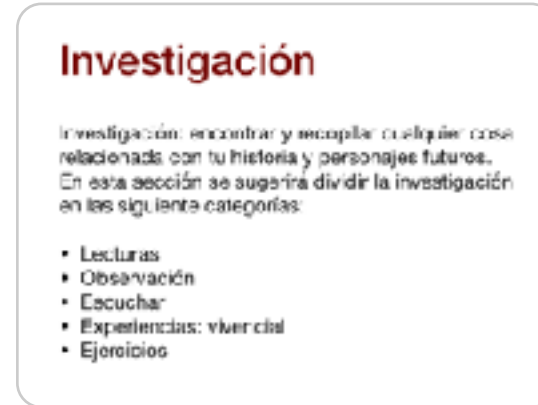 Investigación
Investigación: encontrar y recopilar cualquier cosa
relacionada con tu historia y personajes futuros.
En esta sección se sugerirá dividir la investigación
en las siguiente categorías:
• Lecturas
• Observación
• Escuchar
• Experiencias: vivencial
• Ejercicios